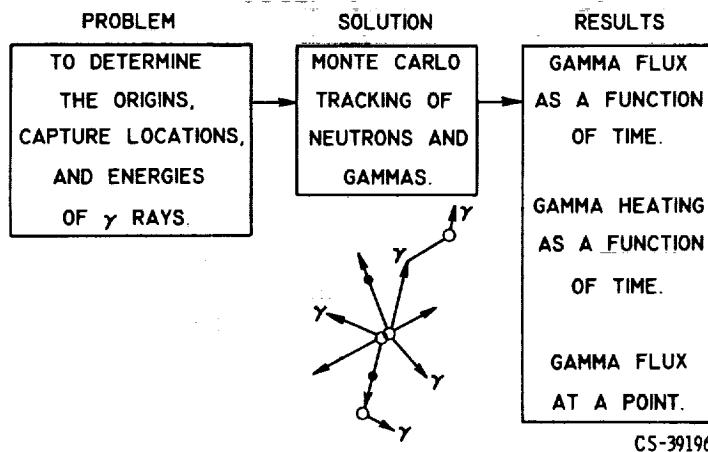 PROBLEM
TO DETERMINE
THE ORIGINS,
CAPTURE LOCATIONS,
AND ENERGIES
OF γ RAYS.
SOLUTION
MONTE CARLO
TRACKING OF
NEUTRONS AND
GAMMAS.
γ
γ
γ
γ
γ
RESULTS
GAMMA FLUX
AS A FUNCTION
OF TIME.
GAMMA HEATING
AS A FUNCTION
OF TIME.
GAMMA FLUX
AT A POINT.
CS-39196